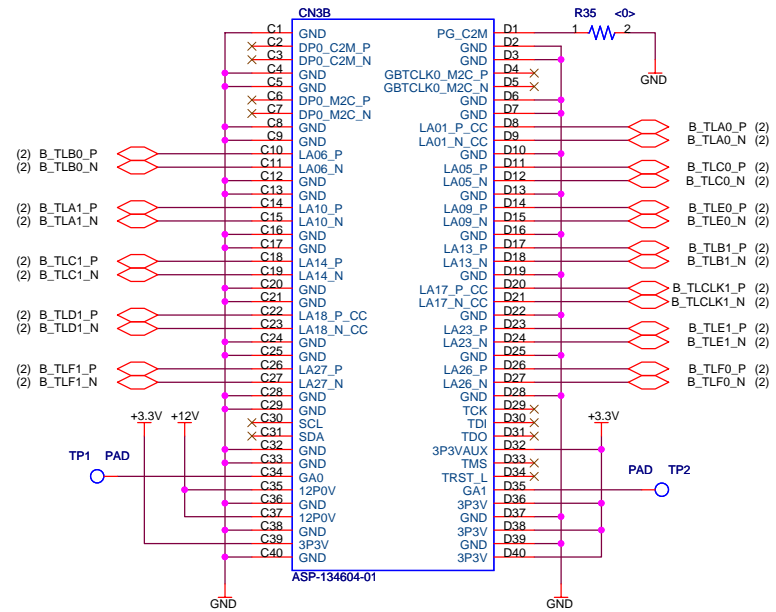 CN3B
R35 <0>
C1 GND PG_C2M D1 1 2
C2 DP0_C2M_P GND D2
C3 DP0_C2M_N GND D3
C4 GND GBTCLK0_M2C_P D4
C5 GND GBTCLK0_M2C_N D5
GND
C6 DP0_M2C_P GND D6
C7 DP0_M2C_N GND D7
C8 GND LA01_P_CC D8 B_TLA0_P (2)
C9 GND LA01_N_CC D9 B_TLA0_N (2)
(2) B_TLB0_P C10 LA06_P GND D10
(2) B_TLB0_N C11 LA06_N LA05_P D11 B_TLC0_P (2)
C12 GND LA05_N D12 B_TLC0_N (2)
C13 GND GND D13
(2) B_TLA1_P C14 LA10_P LA09_P D14 B_TLE0_P (2)
(2) B_TLA1_N C15 LA10_N LA09_N D15 B_TLE0_N (2)
C16 GND GND D16
C17 GND LA13_P D17 B_TLB1_P (2)
(2) B_TLC1_P C18 LA14_P LA13_N D18 B_TLB1_N (2)
(2) B_TLC1_N C19 LA14_N GND D19
C20 GND LA17_P_CC D20 B_TLCLK1_P (2)
C21 GND LA17_N_CC D21 B_TLCLK1_N (2)
(2) B_TLD1_P C22 LA18_P_CC GND D22
(2) B_TLD1_N C23 LA18_N_CC LA23_P D23 B_TLE1_P (2)
C24 GND LA23_N D24 B_TLE1_N (2)
C25 GND GND D25
(2) B_TLF1_P C26 LA27_P LA26_P D26 B_TLF0_P (2)
(2) B_TLF1_N C27 LA27_N LA26_N D27 B_TLF0_N (2)
C28 GND GND D28
C29 GND TCK D29
+3.3V +12V C30 SCL TDI D30 +3.3V
C31 SDA TDO D31
C32 GND 3P3VAUX D32
TP1 PAD C33 GND TMS D33 PAD TP2
C34 GA0 TRST_L D34
C35 12P0V GA1 D35
C36 GND 3P3V D36
C37 12P0V GND D37
C38 GND 3P3V D38
C39 3P3V GND D39
C40 GND 3P3V D40
ASP-134604-01
GND GND